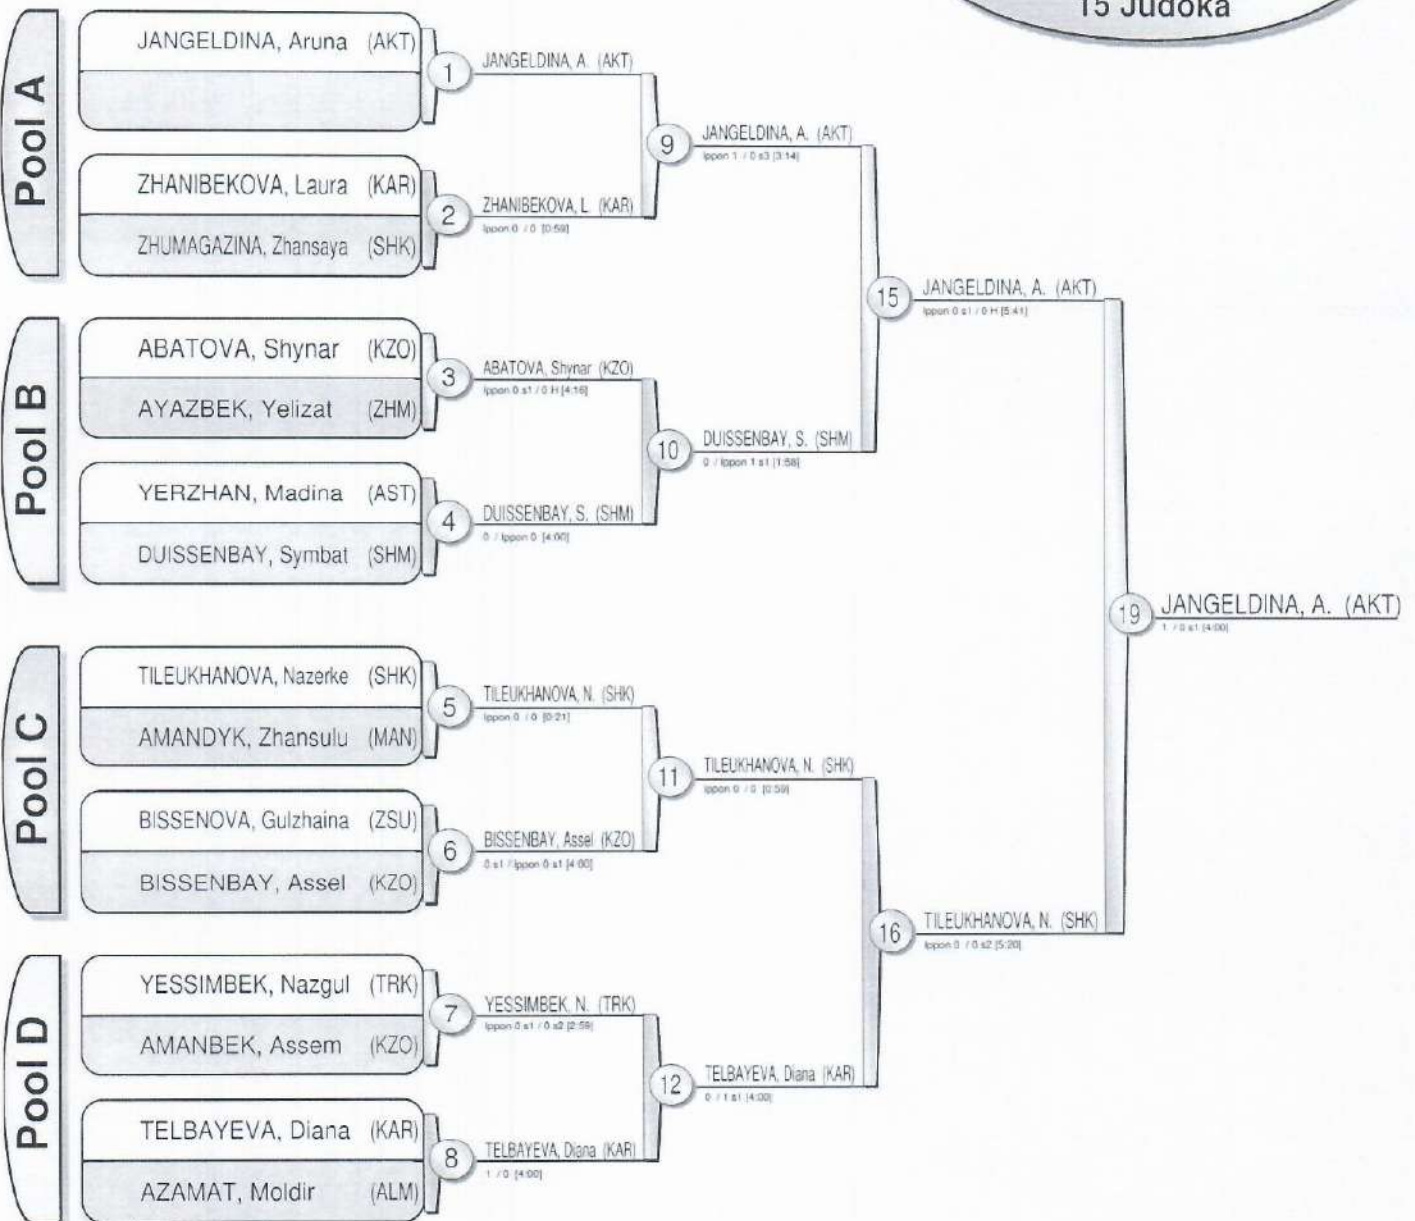 15 Judoka
Pool A
JANGELDINA, Aruna (AKT)
ZHANIBEKOVA, Laura (KAR)
ZHUMAGAZINA, Zhansaya (SHK)
1
JANGELDINA, A. (AKT)
2
ZHANIBEKOVA, L. (KAR)
Ippon 0 / 0 [0:59]
9
JANGELDINA, A. (AKT)
Ippon 1 / 0 s3 [3:14]
Pool B
ABATOVA, Shynar (KZO)
AYAZBEK, Yelizat (ZHM)
YERZHAN, Madina (AST)
DUISSENBAY, Symbat (SHM)
3
ABATOVA, Shynar (KZO)
Ippon 0 s1 / 0 H [4:16]
4
DUISSENBAY, S. (SHM)
0 / Ippon 0 [4:00]
10
DUISSENBAY, S. (SHM)
0 / Ippon 1 s1 [1:58]
15
JANGELDINA, A. (AKT)
Ippon 0 s1 / 0 H [5:41]
Pool C
TILEUKHANOVA, Nazerke (SHK)
AMANDYK, Zhansulu (MAN)
BISSENOVA, Gulzhaina (ZSU)
BISSENBAY, Assel (KZO)
5
TILEUKHANOVA, N. (SHK)
Ippon 0 / 0 [0:21]
6
BISSENBAY, Assel (KZO)
0 s1 / Ippon 0 s1 [4:00]
11
TILEUKHANOVA, N. (SHK)
Ippon 0 / 0 [0:59]
Pool D
YESSIMBEK, Nazgul (TRK)
AMANBEK, Assem (KZO)
TELBAYEVA, Diana (KAR)
AZAMAT, Moldir (ALM)
7
YESSIMBEK, N. (TRK)
Ippon 0 s1 / 0 s2 [2:59]
8
TELBAYEVA, Diana (KAR)
1 / 0 [4:00]
12
TELBAYEVA, Diana (KAR)
0 / 1 s1 [4:00]
16
TILEUKHANOVA, N. (SHK)
Ippon 0 / 0 s2 [5:20]
19
JANGELDINA, A. (AKT)
1 / 0 s1 [4:00]